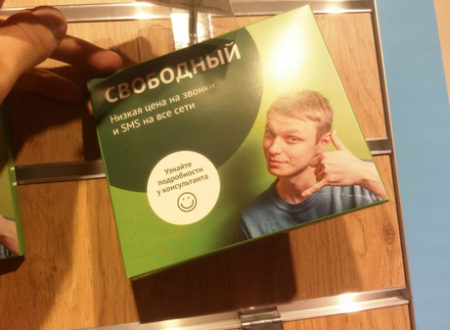 СВОБОДНЫЙ
Низкая цена на звонки
и SMS на все сети
Узнайте
подробности
у консультанта